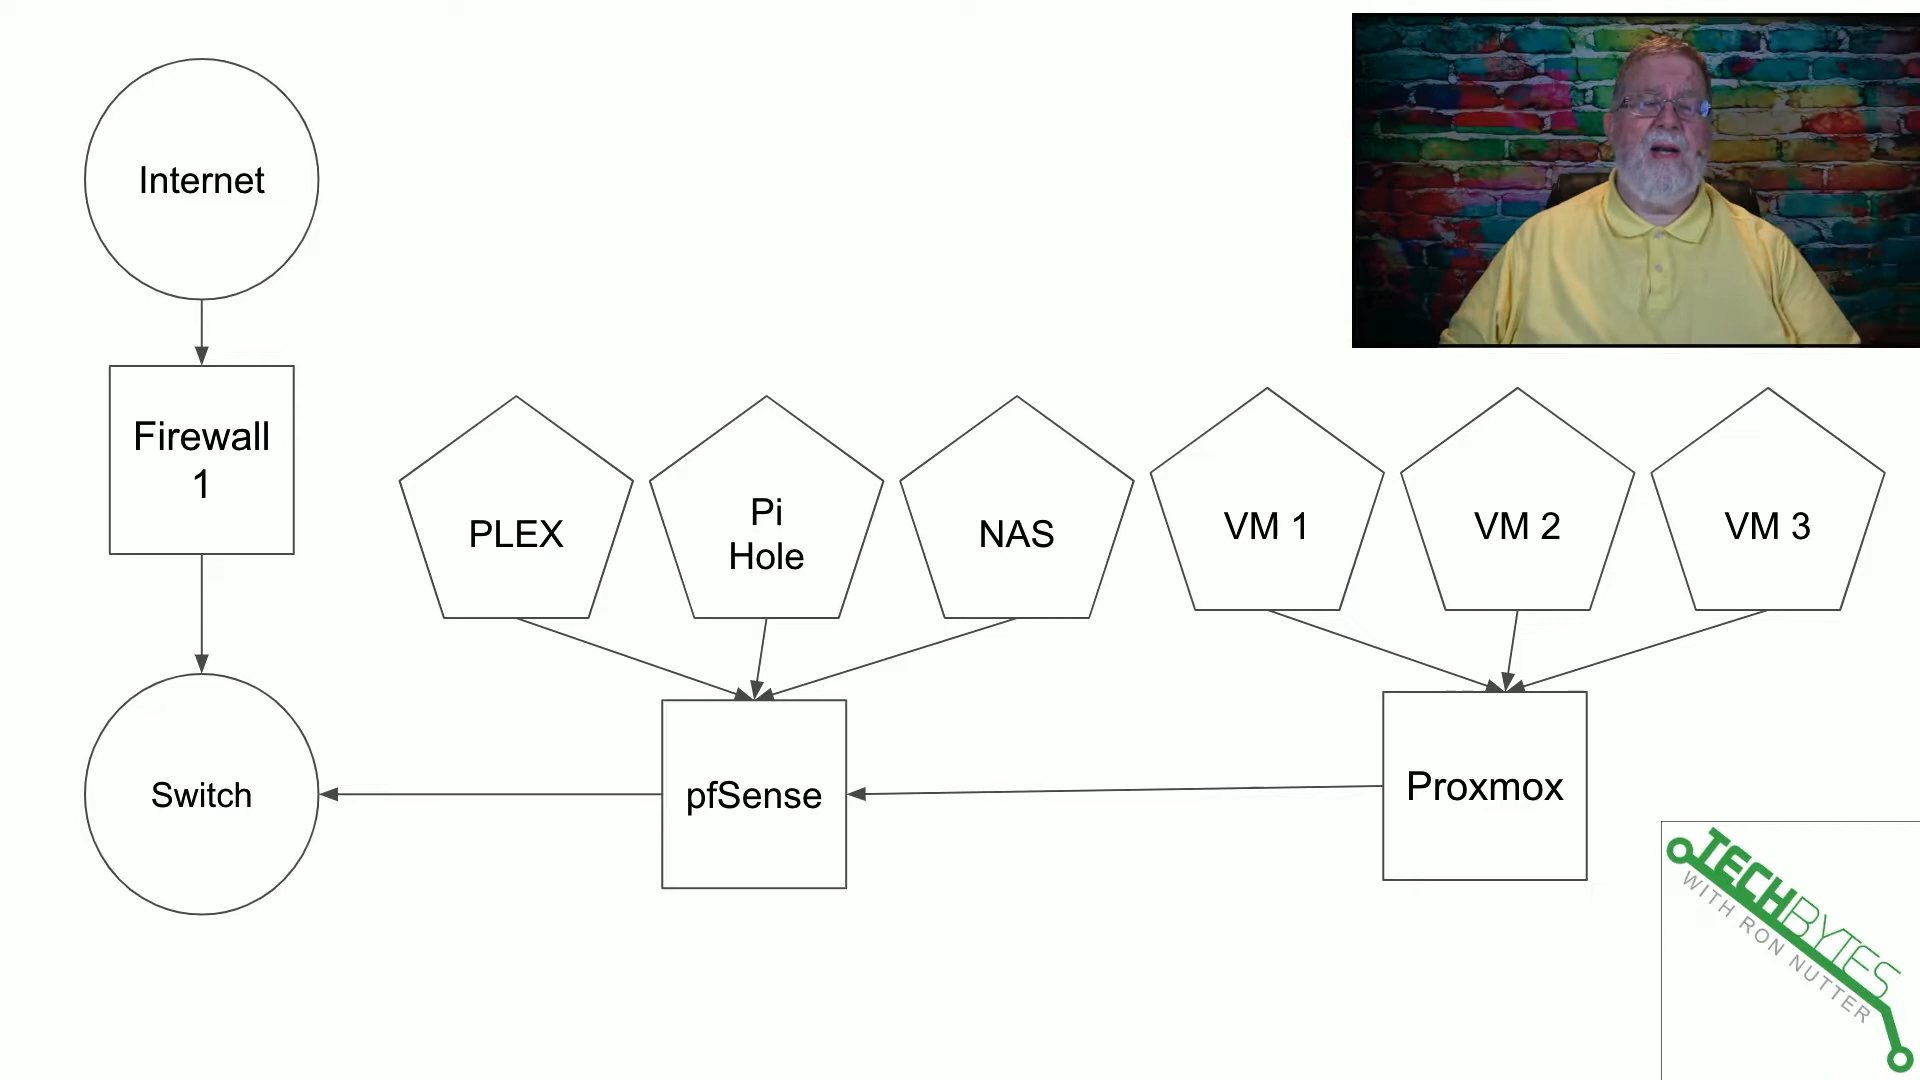 Internet
Firewall
1
PLEX
Pi
Hole
NAS
VM 1
VM 2
VM 3
Switch
pfSense
Proxmox
TECHBYTES
WITH RON NUTTER